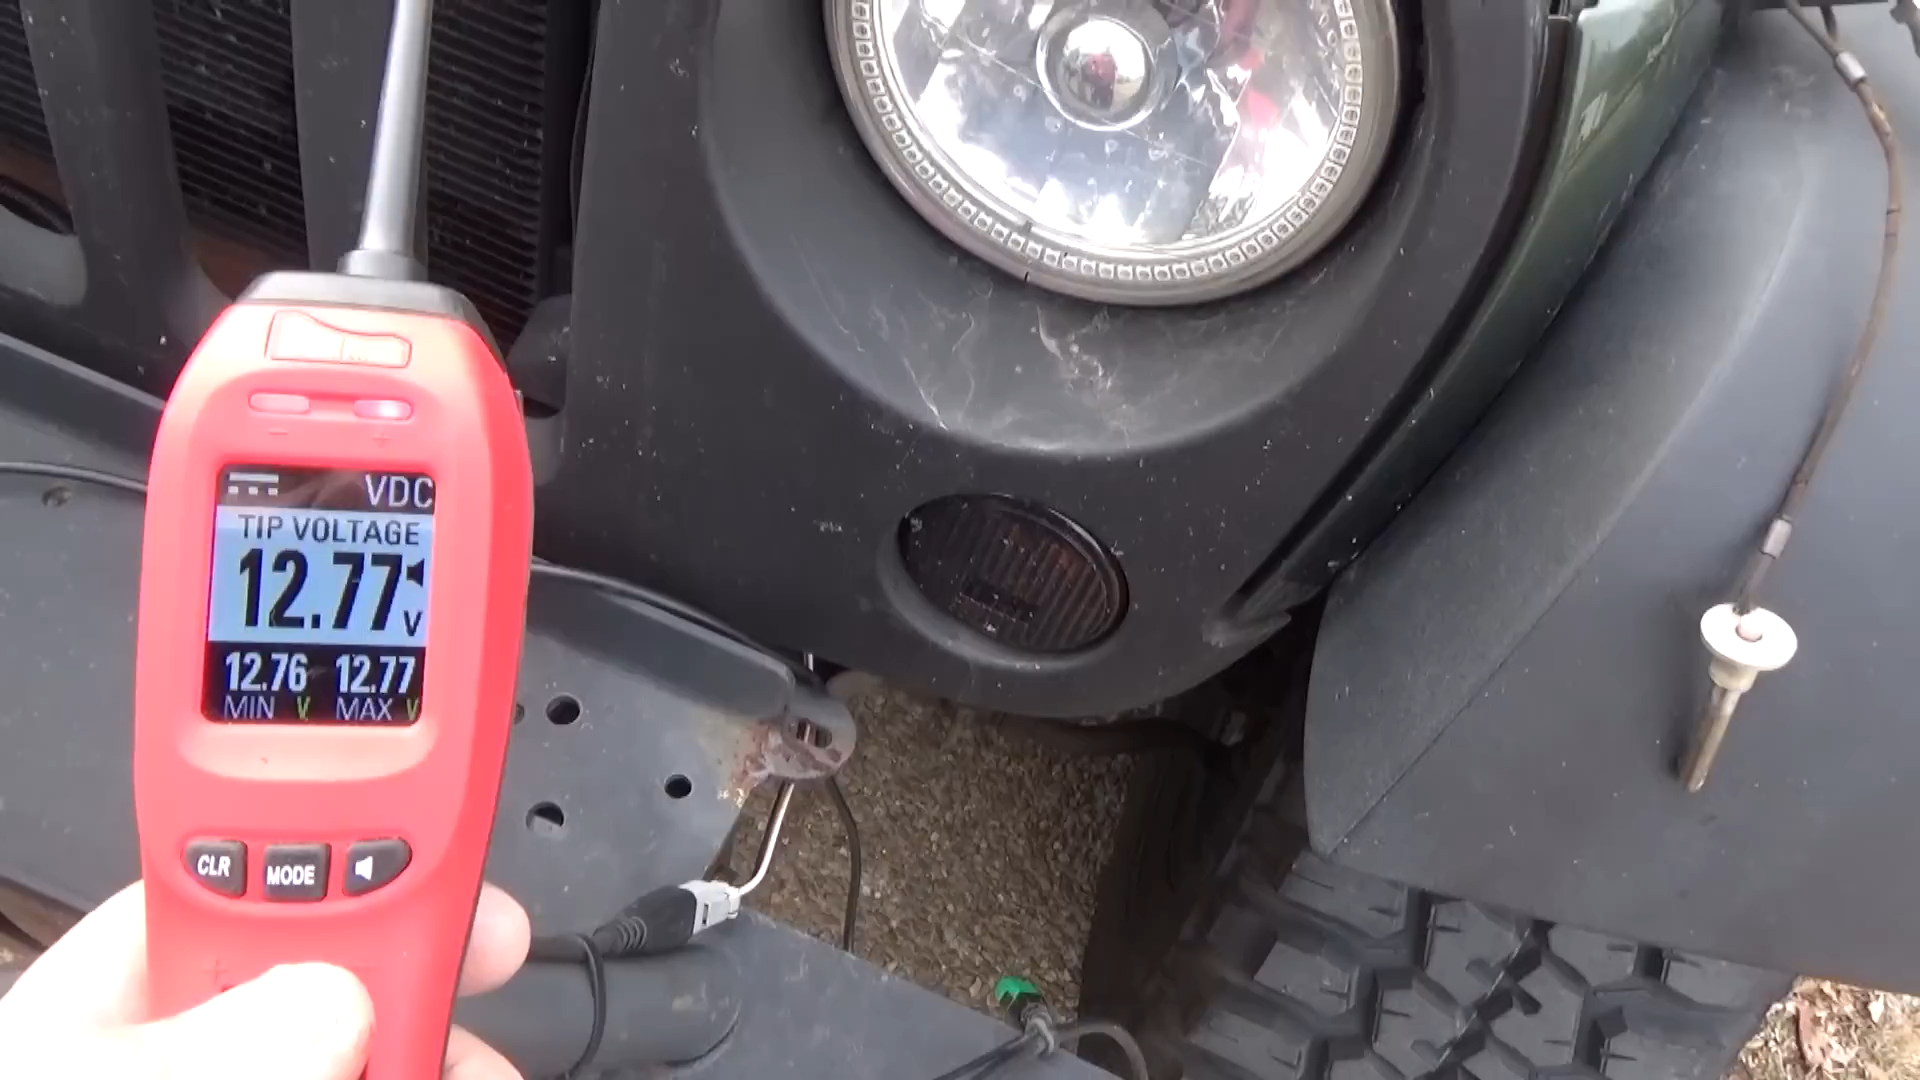 VDC
TIP VOLTAGE
12.77 V
12.76 12.77
MIN V MAX V
CLR MODE